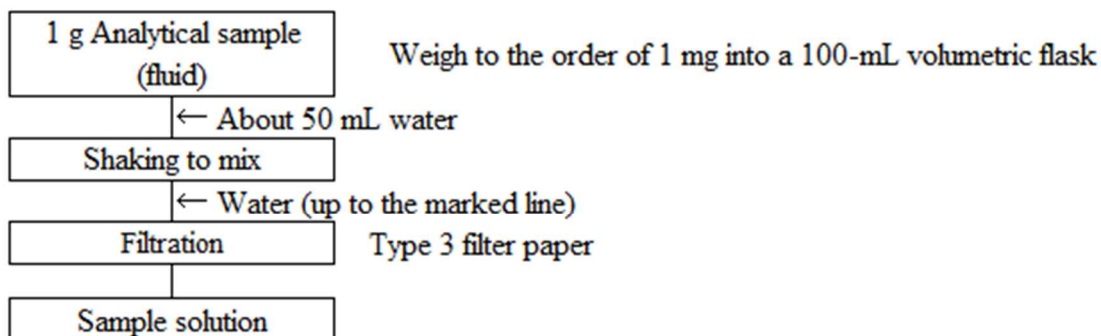 1 g Analytical sample
(fluid)
Weigh to the order of 1 mg into a 100-mL volumetric flask
← About 50 mL water
Shaking to mix
← Water (up to the marked line)
Filtration
Type 3 filter paper
Sample solution